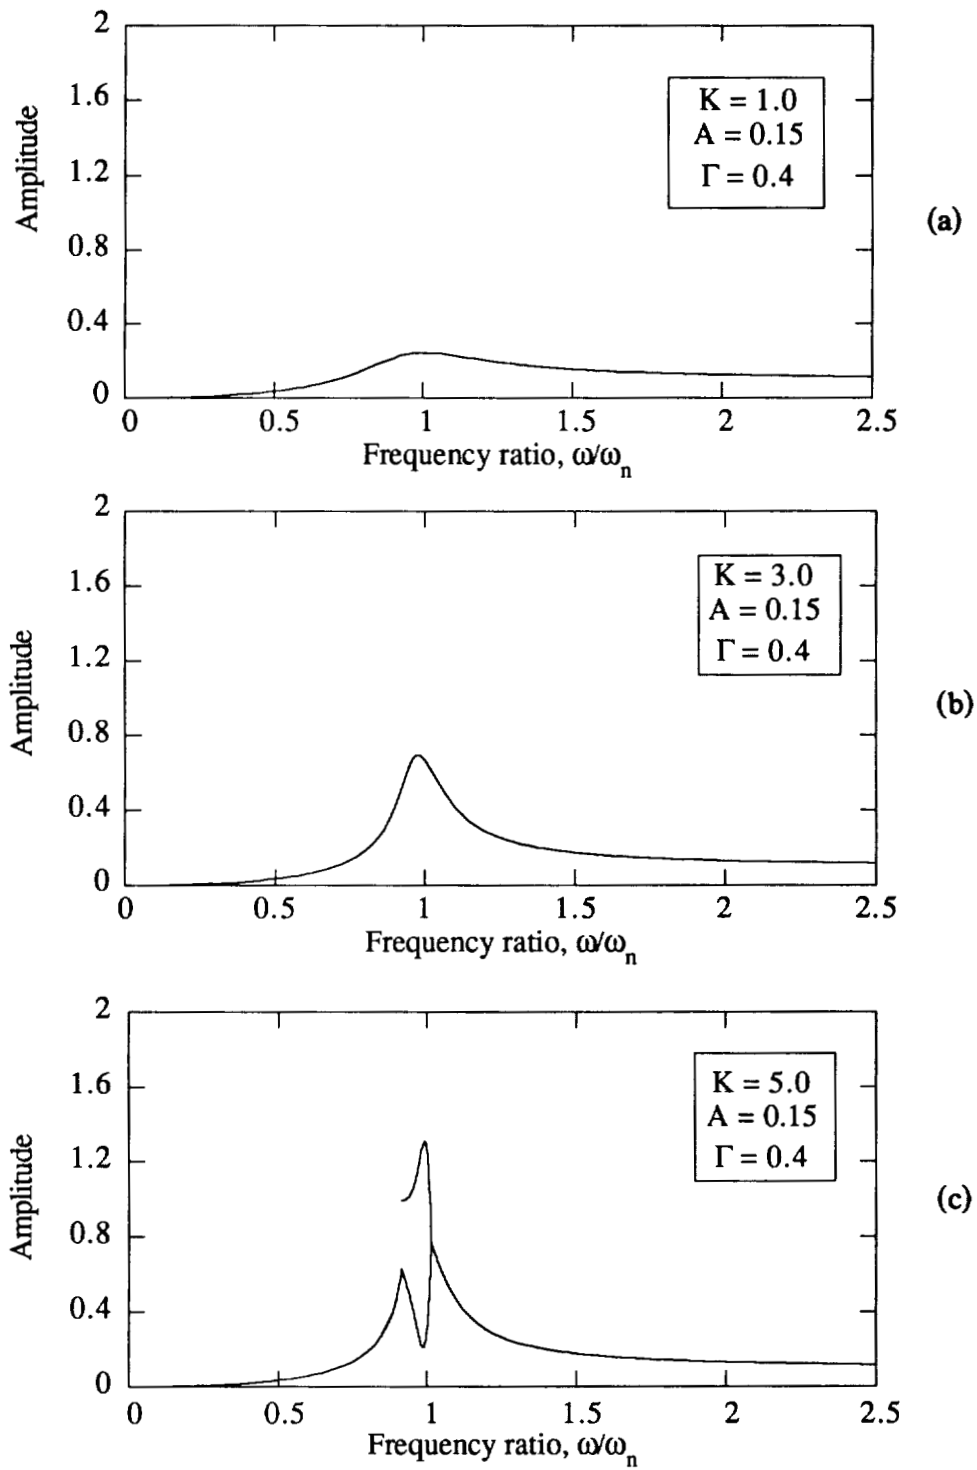 2
1.6
1.2
0.8
0.4
0
Amplitude
K = 1.0
A = 0.15
Γ = 0.4
(a)
0 0.5 1 1.5 2 2.5
Frequency ratio, ω/ωn
2
1.6
1.2
0.8
0.4
0
Amplitude
K = 3.0
A = 0.15
Γ = 0.4
(b)
0 0.5 1 1.5 2 2.5
Frequency ratio, ω/ωn
2
1.6
1.2
0.8
0.4
0
Amplitude
K = 5.0
A = 0.15
Γ = 0.4
(c)
0 0.5 1 1.5 2 2.5
Frequency ratio, ω/ωn